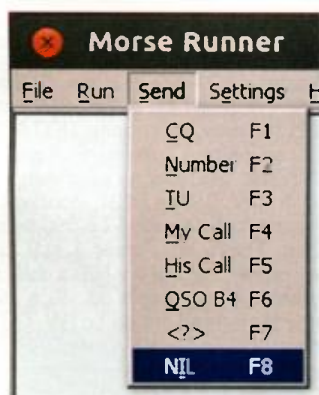 Morse Runner
File Run Send Settings H
CQ F1
Number F2
TU F3
My Call F4
His Call F5
QSO B4 F6
<?> F7
NIL F8